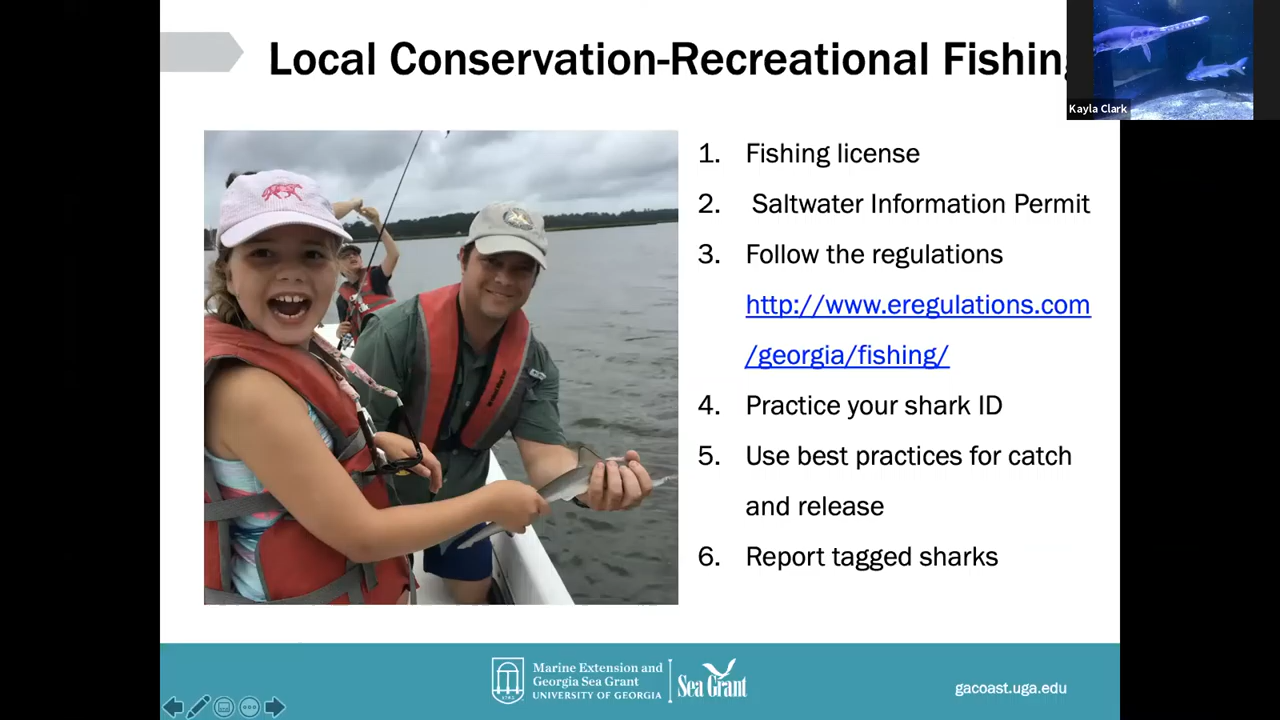 Local Conservation-Recreational Fishing
Kayla Clark
1. Fishing license
2. Saltwater Information Permit
3. Follow the regulations
http://www.eregulations.com
/georgia/fishing/
4. Practice your shark ID
5. Use best practices for catch
and release
6. Report tagged sharks
Marine Extension and
Georgia Sea Grant
UNIVERSITY OF GEORGIA
Sea Grant
gacoast.uga.edu